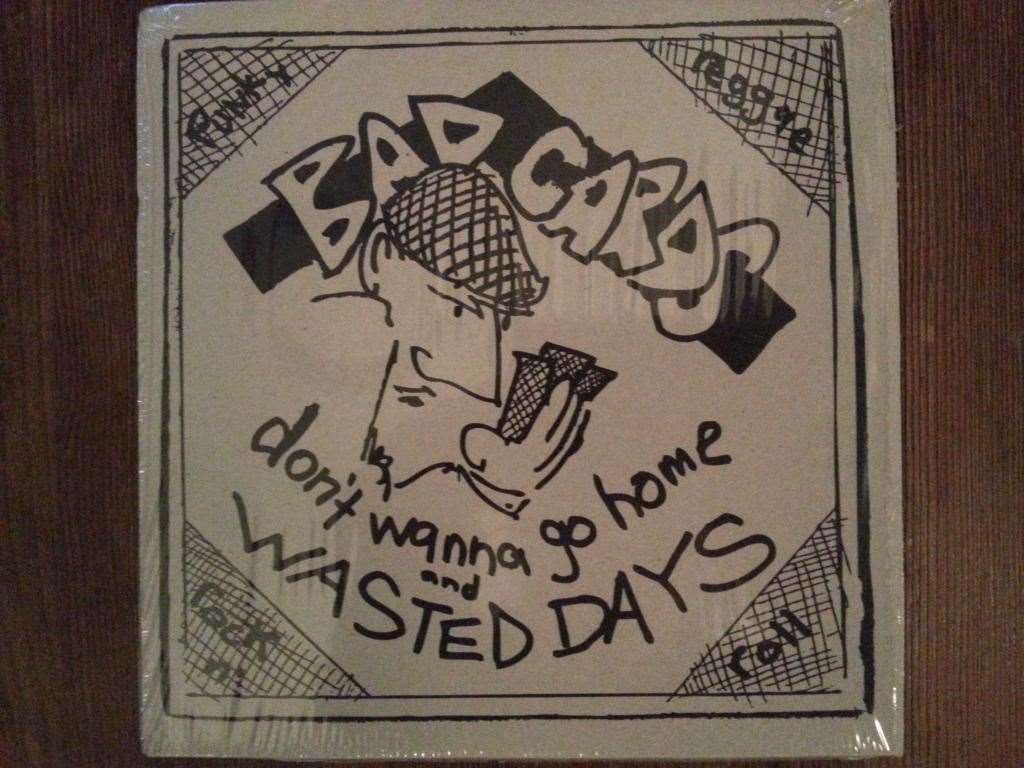 Punky
reggae
BAD CARDS
don't wanna go home
and
WASTED DAYS
rock
n'
roll